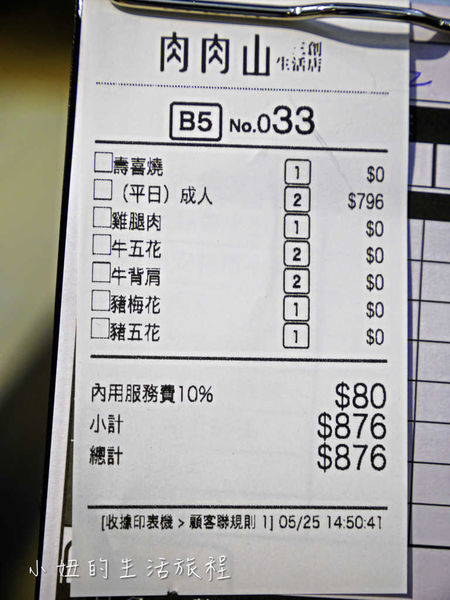 肉肉山 三創生活店
B5 No.033
壽喜燒 1 $0
（平日）成人 2 $796
雞腿肉 1 $0
牛五花 2 $0
牛背肩 2 $0
豬梅花 1 $0
豬五花 1 $0
內用服務費10% $80
小計 $876
總計 $876
[收據印表機 > 顧客聯規則 1] 05/25 14:50:41
小妞的生活旅程